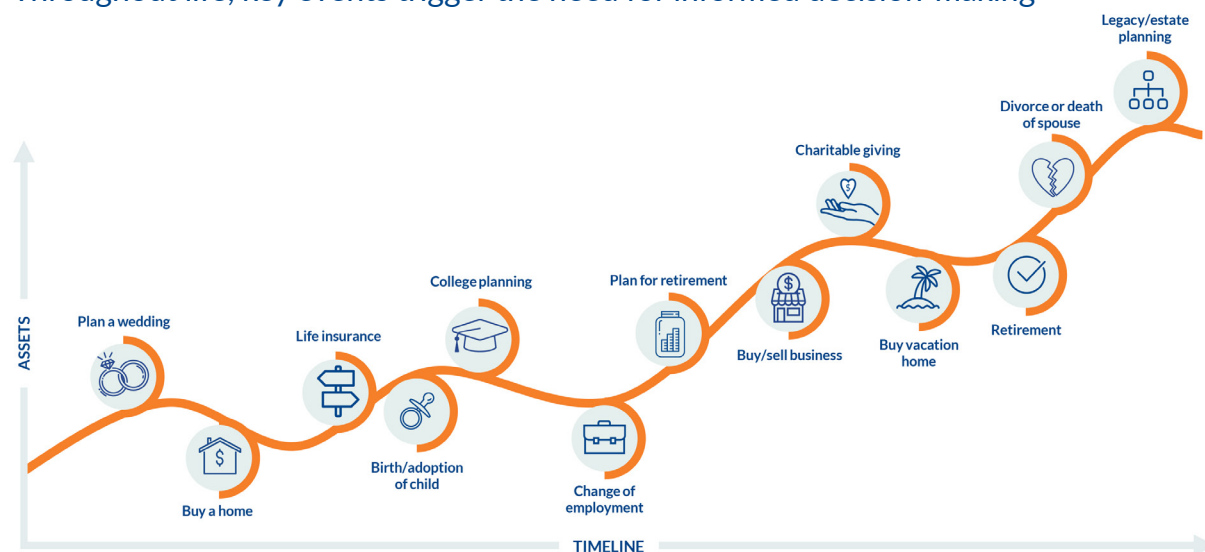 Throughout life, key events trigger the need for informed decision-making
Legacy/estate
planning
Divorce or death
of spouse
Charitable giving
College planning
Plan for retirement
Plan a wedding
Life insurance
ASSETS
Buy/sell business
Buy vacation
home
Retirement
Birth/adoption
of child
Buy a home
Change of
employment
TIMELINE
$
$
$